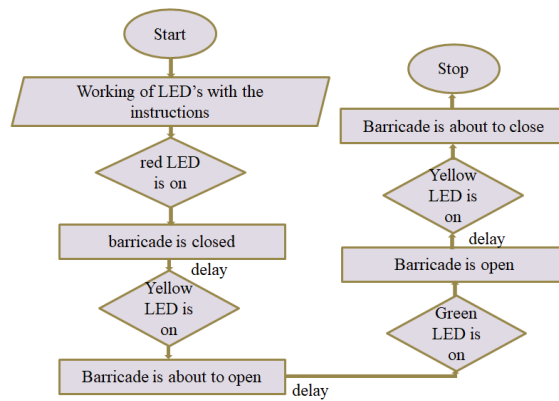 Start
Working of LED's with the
instructions
red LED
is on
barricade is closed
delay
Yellow
LED is
on
Barricade is about to open
delay
Green
LED is
on
Barricade is open
delay
Yellow
LED is
on
Barricade is about to close
Stop